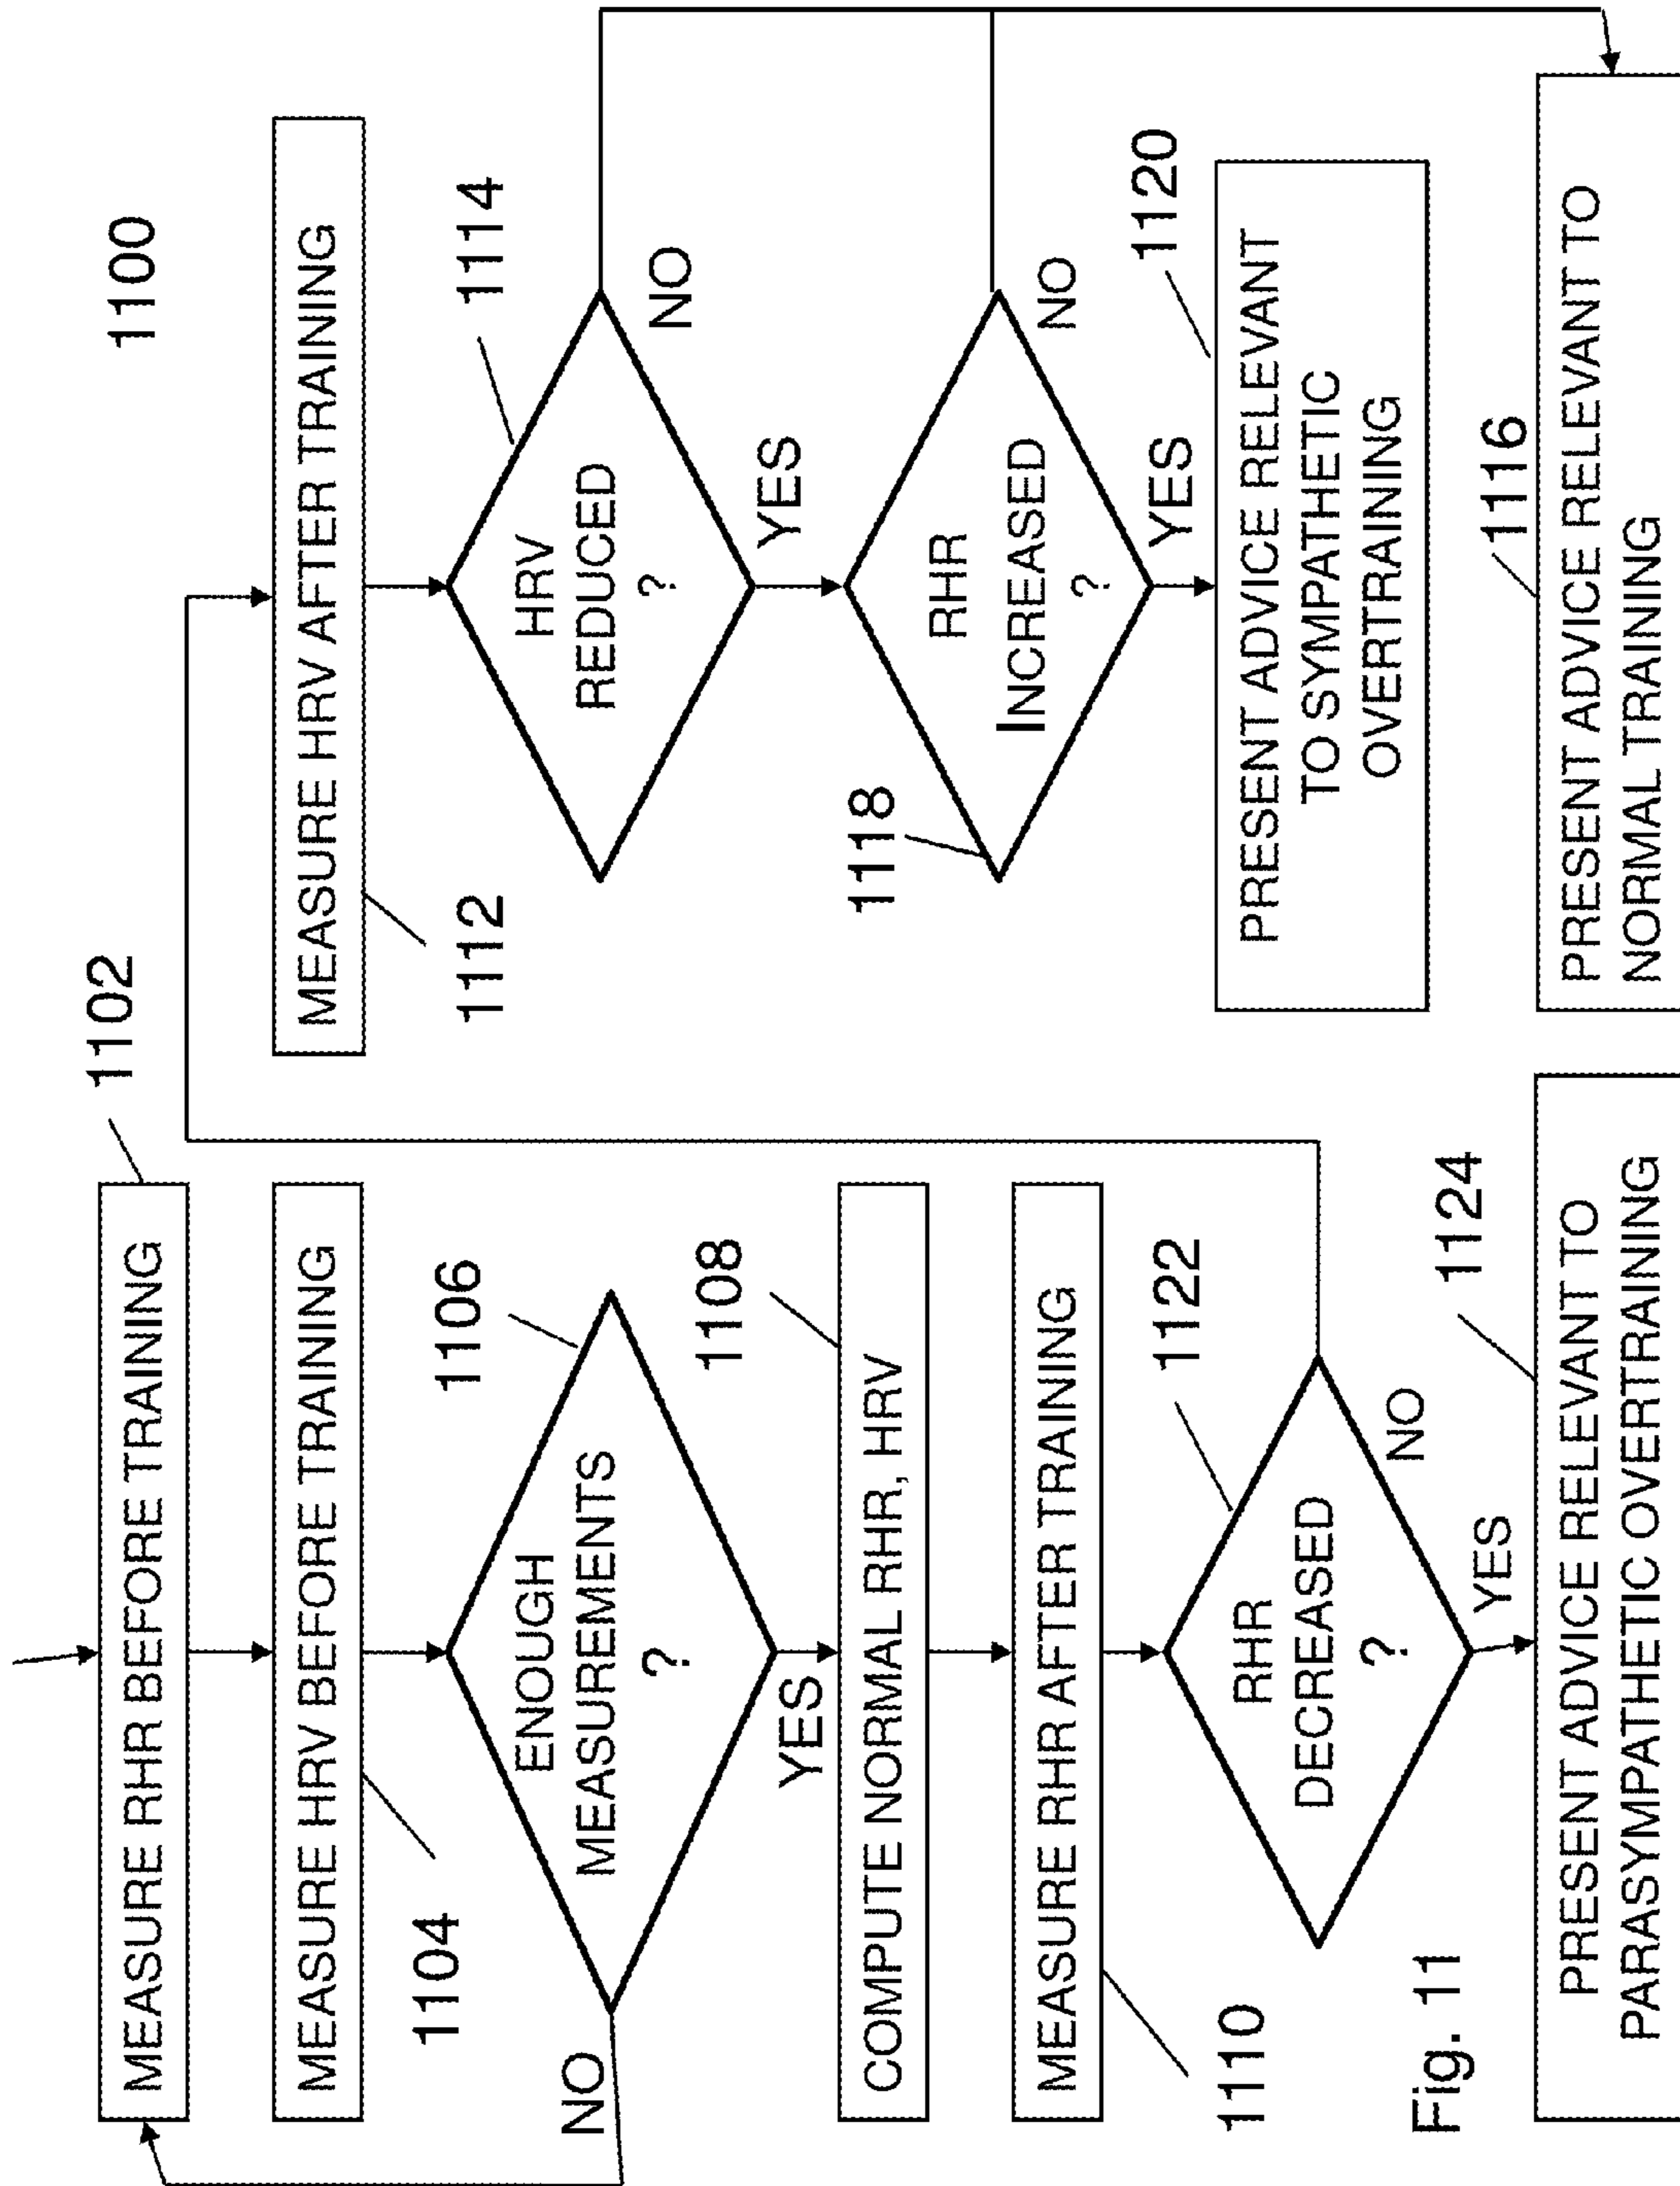 1100
1102
MEASURE RHR BEFORE TRAINING
MEASURE HRV BEFORE TRAINING
1104
ENOUGH
MEASUREMENTS
?
1106
NO
YES
1108
COMPUTE NORMAL RHR, HRV
MEASURE RHR AFTER TRAINING
1110
1122
RHR
DECREASED
?
NO
YES
1124
PRESENT ADVICE RELEVANT TO
PARASYMPATHETIC OVERTRAINING
MEASURE HRV AFTER TRAINING
1112
1114
HRV
REDUCED
?
NO
YES
1118
RHR
INCREASED
?
NO
YES
1120
PRESENT ADVICE RELEVANT
TO SYMPATHETIC
OVERTRAINING
1116
PRESENT ADVICE RELEVANT TO
NORMAL TRAINING
Fig. 11